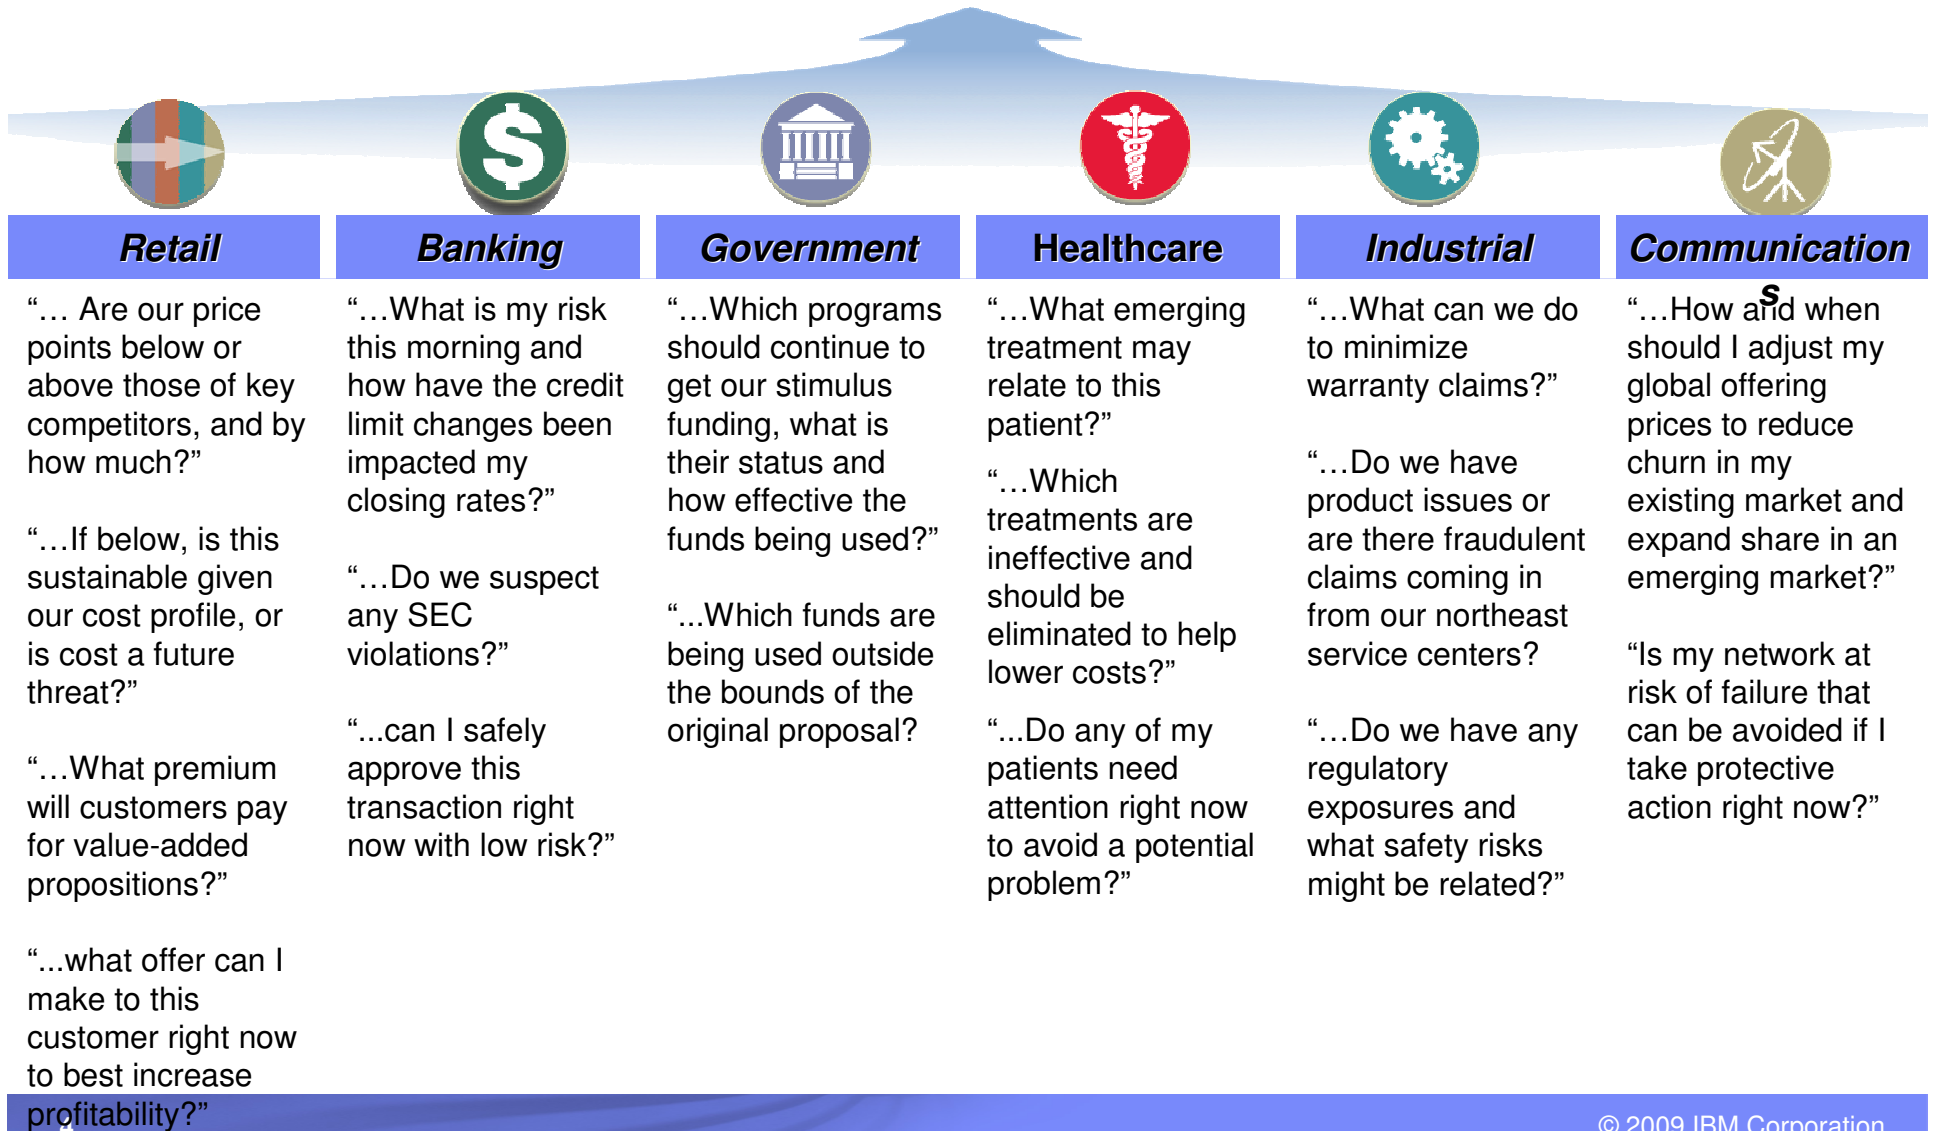 Retail
“… Are our price
points below or
above those of key
competitors, and by
how much?”
“…If below, is this
sustainable given
our cost profile, or
is cost a future
threat?”
“…What premium
will customers pay
for value-added
propositions?”
“...what offer can I
make to this
customer right now
to best increase
profitability?”
Banking
“…What is my risk
this morning and
how have the credit
limit changes been
impacted my
closing rates?”
“…Do we suspect
any SEC
violations?”
“...can I safely
approve this
transaction right
now with low risk?”
Government
“…Which programs
should continue to
get our stimulus
funding, what is
their status and
how effective the
funds being used?”
“...Which funds are
being used outside
the bounds of the
original proposal?
Healthcare
“…What emerging
treatment may
relate to this
patient?”
“…Which
treatments are
ineffective and
should be
eliminated to help
lower costs?”
“...Do any of my
patients need
attention right now
to avoid a potential
problem?”
Industrial
“…What can we do
to minimize
warranty claims?”
“…Do we have
product issues or
are there fraudulent
claims coming in
from our northeast
service centers?
“…Do we have any
regulatory
exposures and
what safety risks
might be related?”
Communication
s
“…How and when
should I adjust my
global offering
prices to reduce
churn in my
existing market and
expand share in an
emerging market?”
“Is my network at
risk of failure that
can be avoided if I
take protective
action right now?”
4
© 2009 IBM Corporation